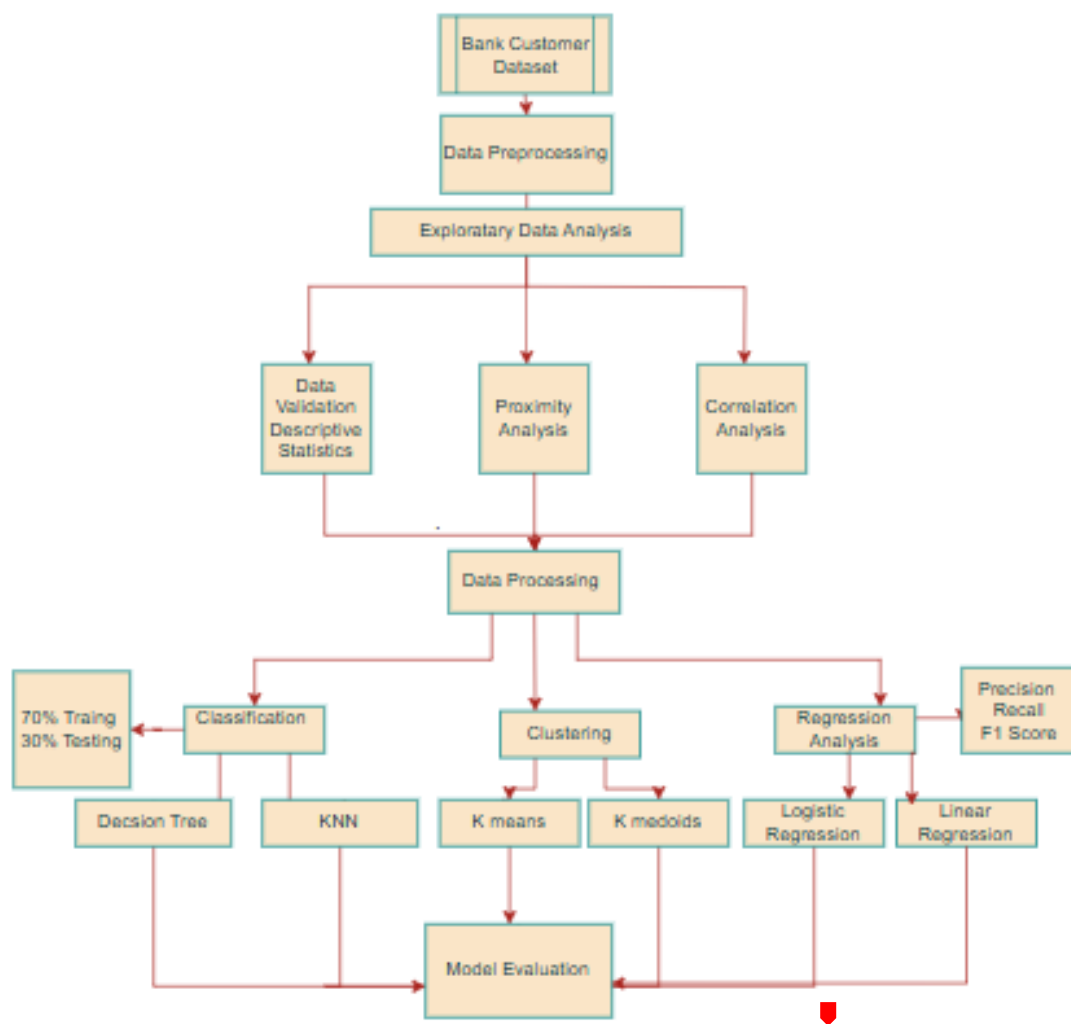 Bank Customer
Dataset
Data Preprocessing
Exploratary Data Analysis
Data
Validation
Descriptive
Statistics
Proximity
Analysis
Correlation
Analysis
Data Processing
70% Traing
30% Testing
Classification
Clustering
Regression
Analysis
Precision
Recall
F1 Score
Decsion Tree
KNN
K means
K medoids
Logistic
Regression
Linear
Regression
Model Evaluation